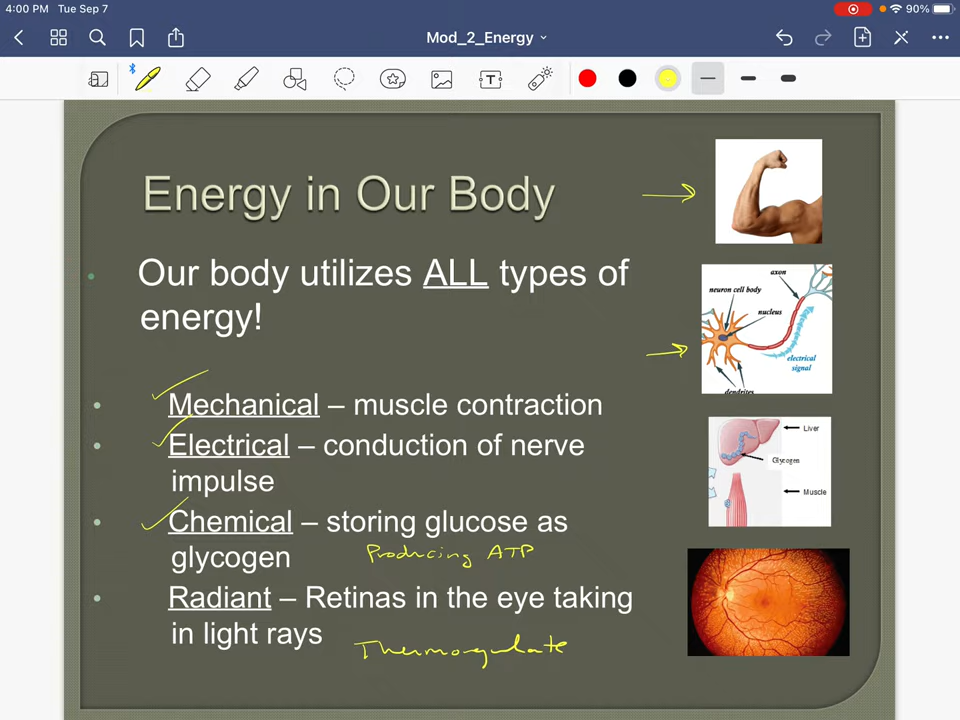 4:00 PM Tue Sep 7
90%
Mod_2_Energy
T
Energy in Our Body
Our body utilizes ALL types of
energy!
Mechanical – muscle contraction
Electrical – conduction of nerve
impulse
Chemical – storing glucose as
glycogen
Producing ATP
Radiant – Retinas in the eye taking
in light rays
Thermorgulate
axon
neuron cell body
nucleus
electrical
signal
dendrites
Liver
Glycogen
Muscle